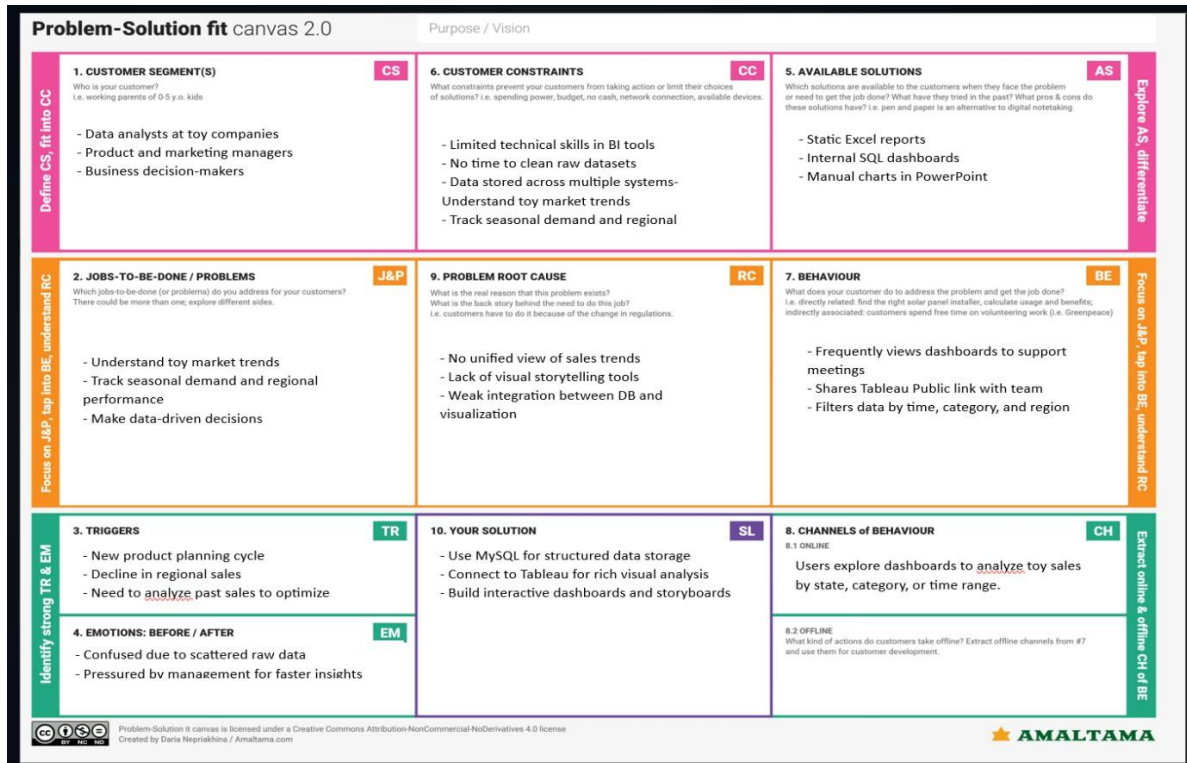 Problem-Solution fit canvas 2.0
Purpose / Vision
Define CS, fit into CC
1. CUSTOMER SEGMENT(S)
CS
Who is your customer?
i.e. working parents of 0-5 y.o. kids
- Data analysts at toy companies
- Product and marketing managers
- Business decision-makers
6. CUSTOMER CONSTRAINTS
CC
What constraints prevent your customers from taking action or limit their choices
of solutions? i.e. spending power, budget, no cash, network connection, available devices.
- Limited technical skills in BI tools
- No time to clean raw datasets
- Data stored across multiple systems-
Understand toy market trends
- Track seasonal demand and regional
5. AVAILABLE SOLUTIONS
AS
Which solutions are available to the customers when they face the problem
or need to get the job done? What have they tried in the past? What pros & cons do
these solutions have? i.e. pen and paper is an alternative to digital notetaking
- Static Excel reports
- Internal SQL dashboards
- Manual charts in PowerPoint
Explore AS, differentiate
Focus on J&P, tap into BE, understand RC
2. JOBS-TO-BE-DONE / PROBLEMS
J&P
Which jobs-to-be-done (or problems) do you address for your customers?
There could be more than one; explore different sides.
- Understand toy market trends
- Track seasonal demand and regional
performance
- Make data-driven decisions
9. PROBLEM ROOT CAUSE
RC
What is the real reason that this problem exists?
What is the back story behind the need to do this job?
i.e. customers have to do it because of the change in regulations.
- No unified view of sales trends
- Lack of visual storytelling tools
- Weak integration between DB and
visualization
7. BEHAVIOUR
BE
What does your customer do to address the problem and get the job done?
i.e. directly related: find the right solar panel installer, calculate usage and benefits;
indirectly associated: customers spend free time on volunteering work (i.e. Greenpeace)
- Frequently views dashboards to support
meetings
- Shares Tableau Public link with team
- Filters data by time, category, and region
Focus on J&P, tap into BE, understand RC
Identify strong TR & EM
3. TRIGGERS
TR
- New product planning cycle
- Decline in regional sales
- Need to analyze past sales to optimize
4. EMOTIONS: BEFORE / AFTER
EM
- Confused due to scattered raw data
- Pressured by management for faster insights
10. YOUR SOLUTION
SL
- Use MySQL for structured data storage
- Connect to Tableau for rich visual analysis
- Build interactive dashboards and storyboards
8. CHANNELS of BEHAVIOUR
CH
8.1 ONLINE
Users explore dashboards to analyze toy sales
by state, category, or time range.
8.2 OFFLINE
What kind of actions do customers take offline? Extract offline channels from #7
and use them for customer development.
Extract online & offline CH of BE
CC BY NC ND
Problem-Solution it canvas is licensed under a Creative Commons Attribution-NonCommercial-NoDerivatives 4.0 license
Created by Daria Nepriakhina / Amaltama.com
AMALTAMA